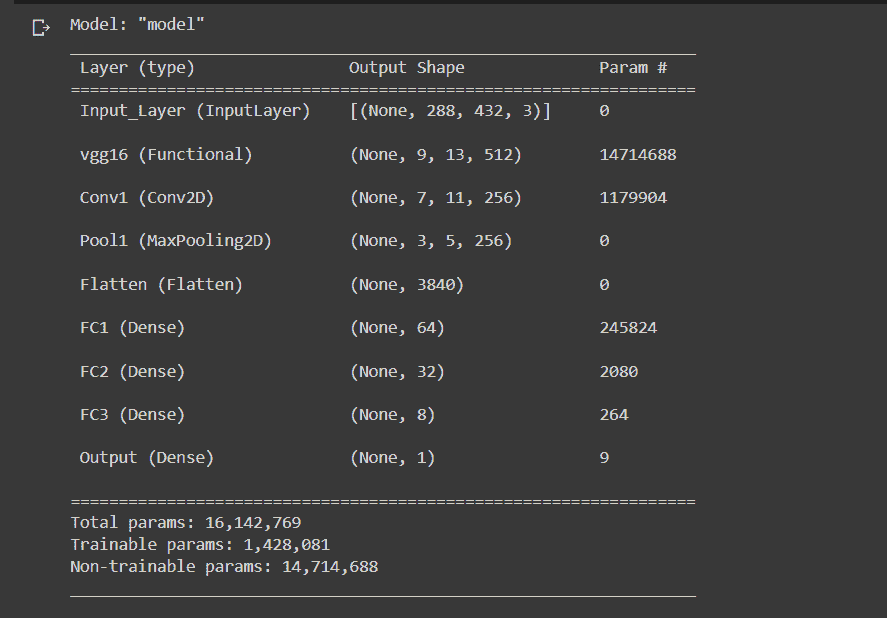 Model: "model"
Layer (type) Output Shape Param #
Input_Layer (InputLayer) [(None, 288, 432, 3)] 0
vgg16 (Functional) (None, 9, 13, 512) 14714688
Conv1 (Conv2D) (None, 7, 11, 256) 1179904
Pool1 (MaxPooling2D) (None, 3, 5, 256) 0
Flatten (Flatten) (None, 3840) 0
FC1 (Dense) (None, 64) 245824
FC2 (Dense) (None, 32) 2080
FC3 (Dense) (None, 8) 264
Output (Dense) (None, 1) 9
Total params: 16,142,769
Trainable params: 1,428,081
Non-trainable params: 14,714,688